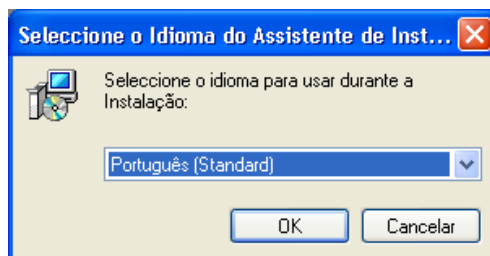 Seleccione o Idioma do Assistente de Inst...
Seleccione o idioma para usar durante a
Instalação:
Português (Standard)
OK
Cancelar